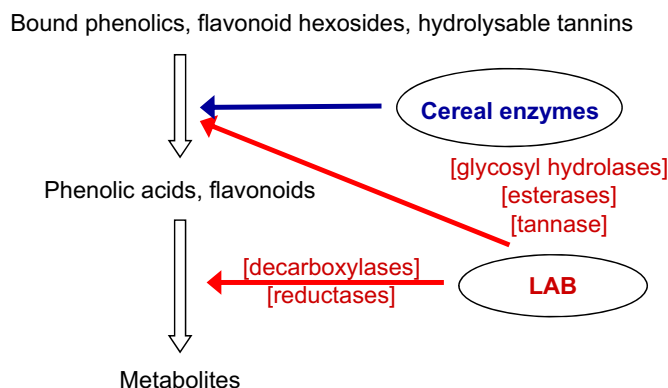 Bound phenolics, flavonoid hexosides, hydrolysable tannins
Cereal enzymes
[glycosyl hydrolases]
[esterases]
[tannase]
Phenolic acids, flavonoids
[decarboxylases]
[reductases]
LAB
Metabolites